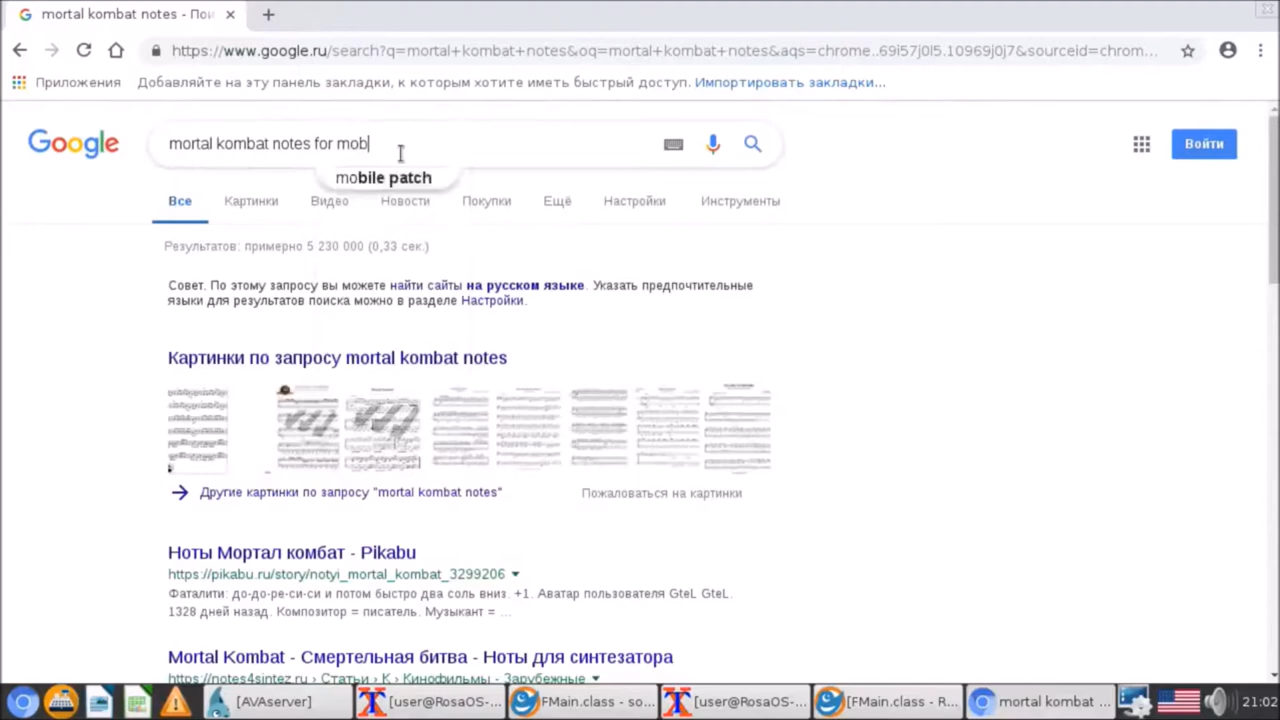 mortal kombat notes - Пои
https://www.google.ru/search?q=mortal+kombat+notes&oq=mortal+kombat+notes&aqs=chrome..69i57j0l5.10969j0j7&sourceid=chrom...
Приложения Добавляйте на эту панель закладки, к которым хотите иметь быстрый доступ. Импортировать закладки...
Google mortal kombat notes for mob Войти
mobile patch
Все Картинки Видео Новости Покупки Ещё Настройки Инструменты
Результатов: примерно 5 230 000 (0,33 сек.)
Совет. По этому запросу вы можете найти сайты на русском языке. Указать предпочтительные
языки для результатов поиска можно в разделе Настройки.
Картинки по запросу mortal kombat notes
Другие картинки по запросу "mortal kombat notes" Пожаловаться на картинки
Ноты Мортал комбат - Pikabu
https://pikabu.ru/story/notyi_mortal_kombat_3299206
Фаталити: до-до-ре-си-си и потом быстро два соль вниз. +1. Аватар пользователя GteL GteL.
1328 дней назад. Композитор = писатель. Музыкант = ...
Mortal Kombat - Смертельная битва - Ноты для синтезатора
https://notes4sintez.ru › Статьи › К › Кинофильмы - Зарубежные
[AVAserver] [user@RosaOS-... FMain.class - so... [user@RosaOS-... [FMain.class - R... mortal kombat ... 21:02